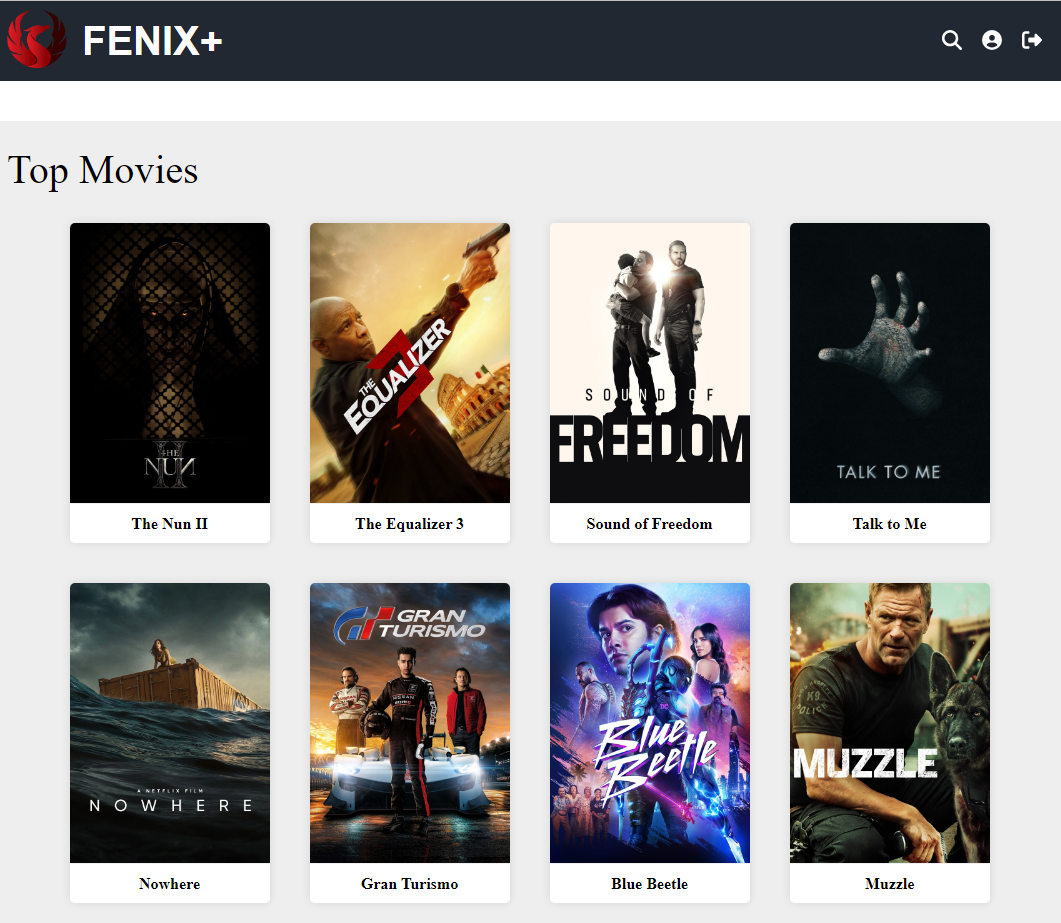 FENIX+
Top Movies
THE
NUN
II
The Nun II
THE
EQUALIZER
3
The Equalizer 3
SOUND OF
FREEDOM
Sound of Freedom
TALK TO ME
Talk to Me
A NETFLIX FILM
NOWHERE
Nowhere
GRAN
TURISMO
Gran Turismo
DC
Blue
Beetle
Blue Beetle
K9
MUZZLE
Muzzle